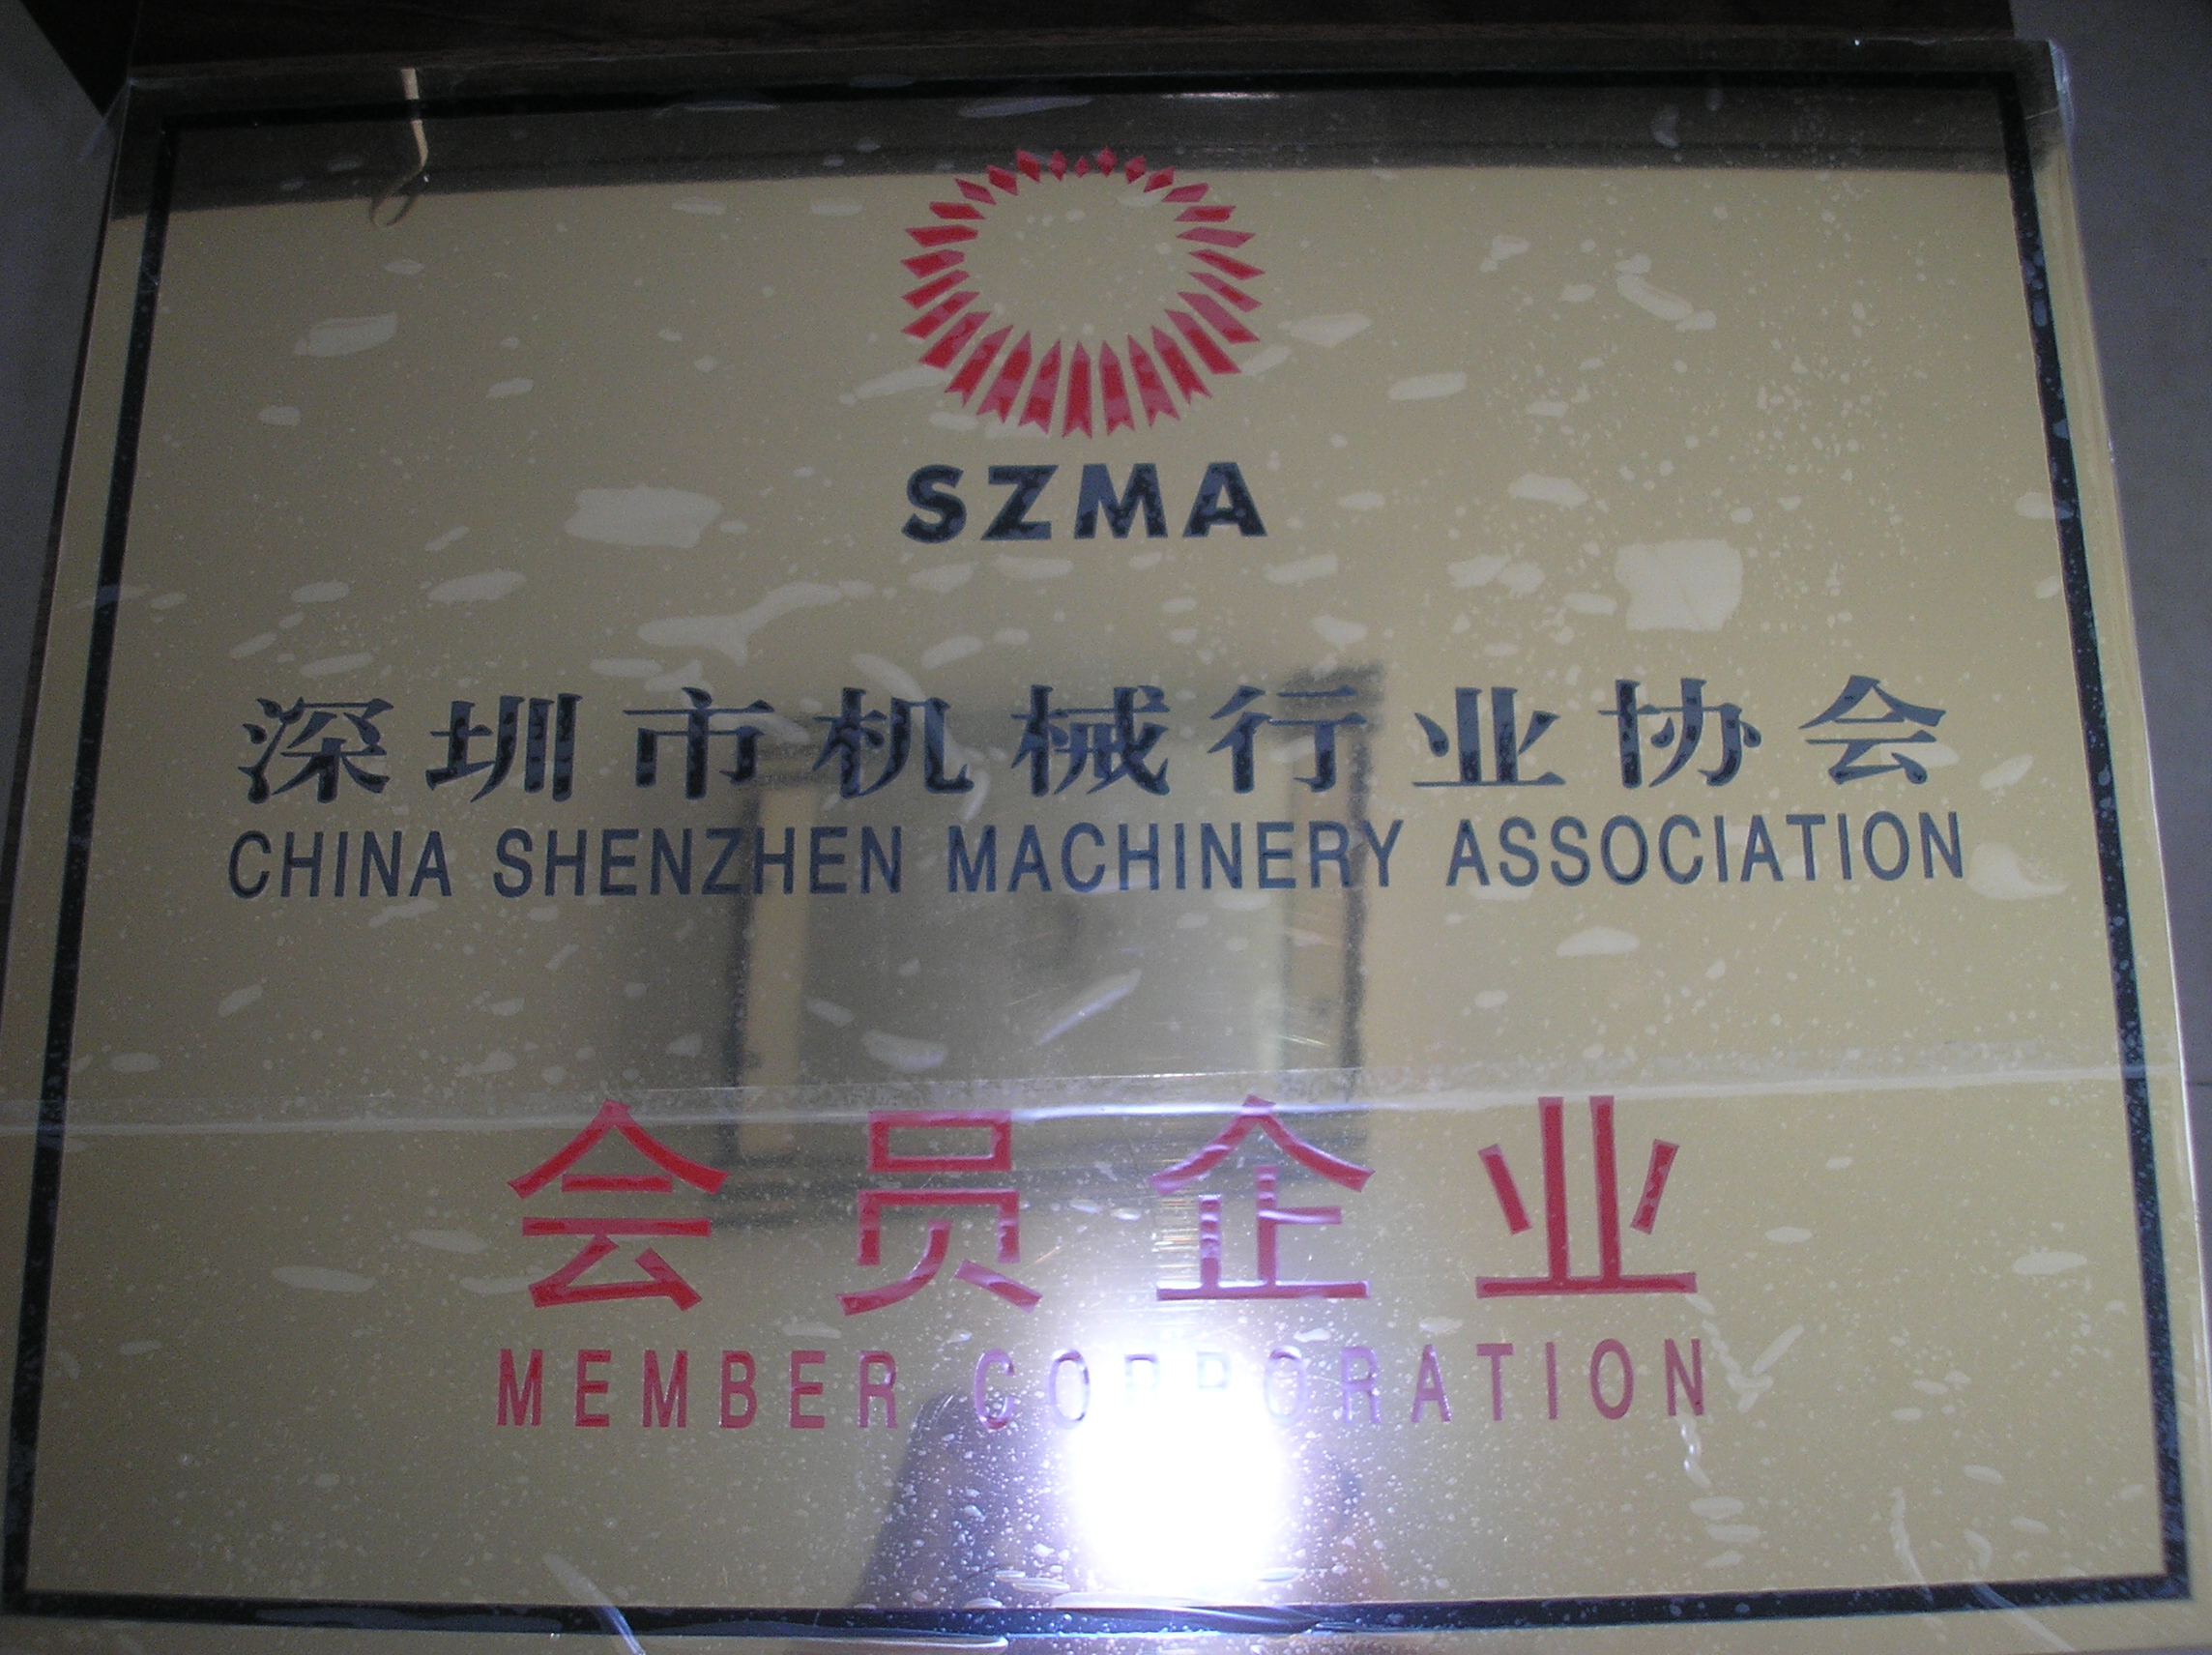 SZMA
深圳市机械行业协会
CHINA SHENZHEN MACHINERY ASSOCIATION
会员企业
MEMBER CORPORATION